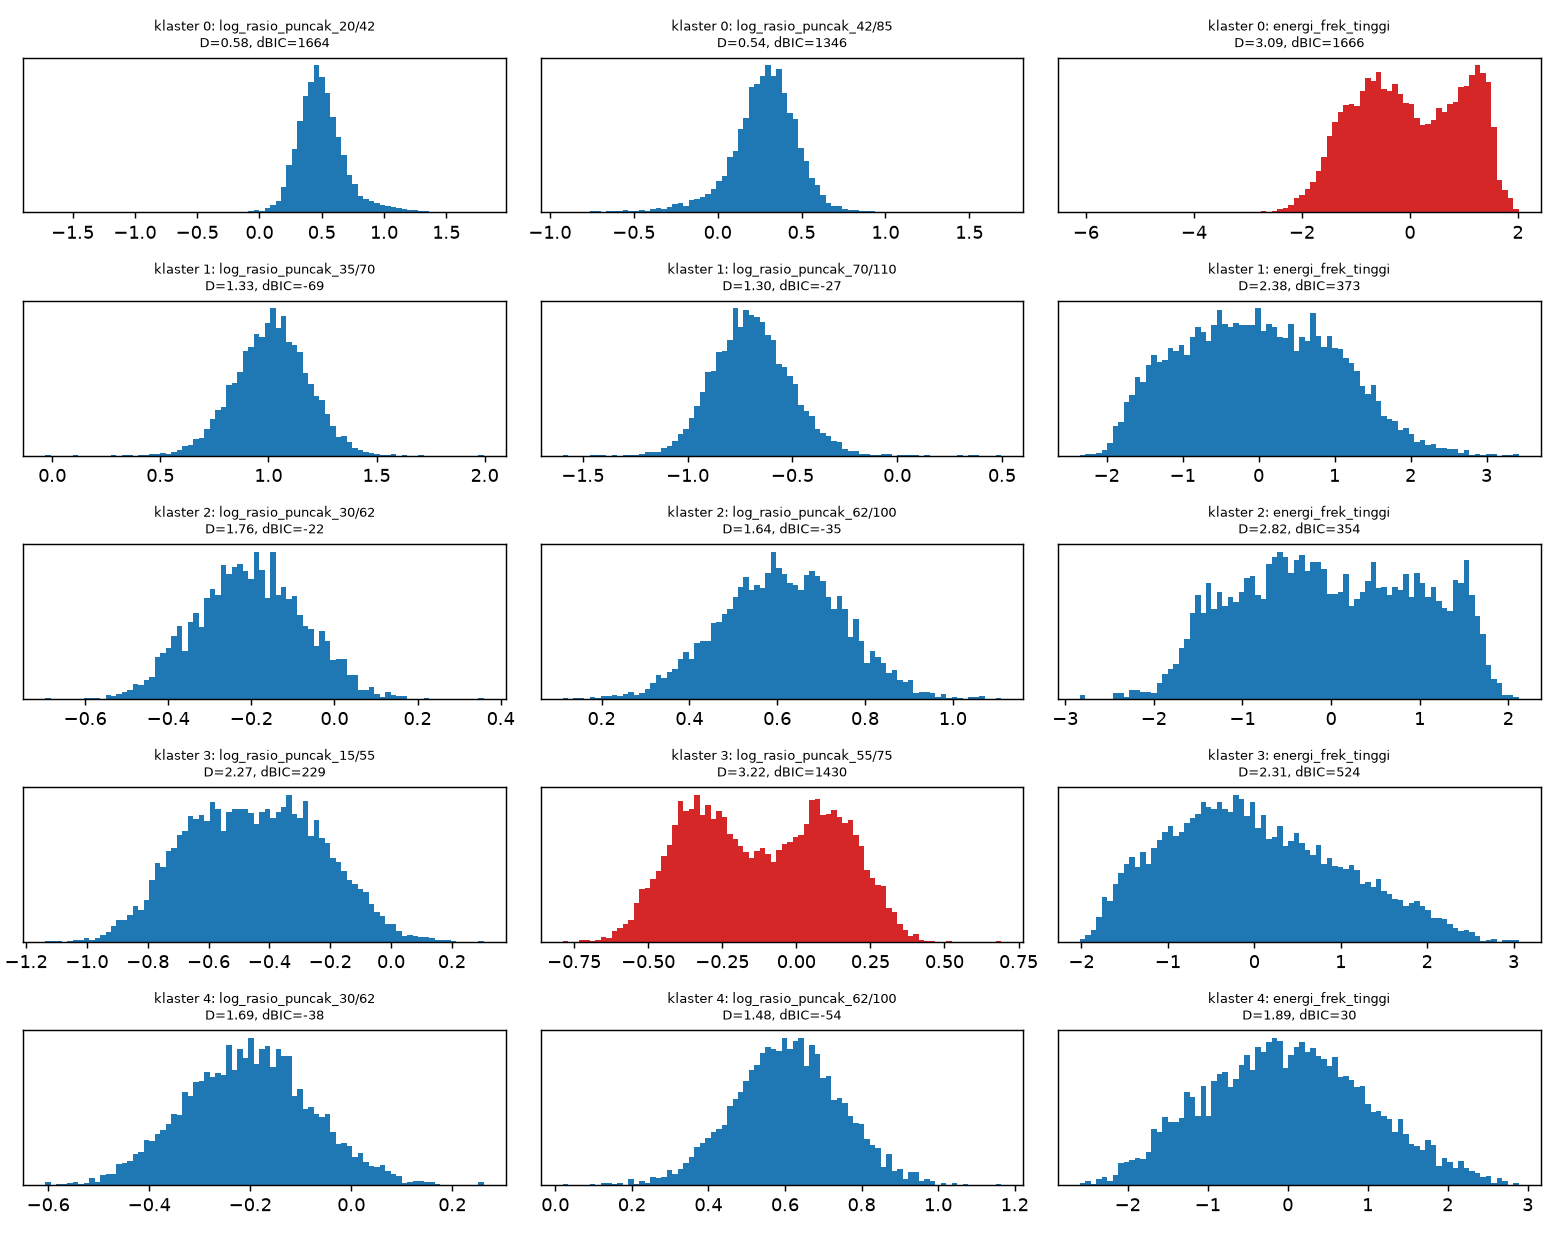 klaster 0: log_rasio_puncak_20/42
D=0.58, dBIC=1664
klaster 0: log_rasio_puncak_42/85
D=0.54, dBIC=1346
klaster 0: energi_frek_tinggi
D=3.09, dBIC=1666
−1.5 −1.0 −0.5 0.0 0.5 1.0 1.5
−1.0 −0.5 0.0 0.5 1.0 1.5
−6 −4 −2 0 2
klaster 1: log_rasio_puncak_35/70
D=1.33, dBIC=-69
klaster 1: log_rasio_puncak_70/110
D=1.30, dBIC=-27
klaster 1: energi_frek_tinggi
D=2.38, dBIC=373
0.0 0.5 1.0 1.5 2.0
−1.5 −1.0 −0.5 0.0 0.5
−2 −1 0 1 2 3
klaster 2: log_rasio_puncak_30/62
D=1.76, dBIC=-22
klaster 2: log_rasio_puncak_62/100
D=1.64, dBIC=-35
klaster 2: energi_frek_tinggi
D=2.82, dBIC=354
−0.6 −0.4 −0.2 0.0 0.2 0.4
0.2 0.4 0.6 0.8 1.0
−3 −2 −1 0 1 2
klaster 3: log_rasio_puncak_15/55
D=2.27, dBIC=229
klaster 3: log_rasio_puncak_55/75
D=3.22, dBIC=1430
klaster 3: energi_frek_tinggi
D=2.31, dBIC=524
−1.2 −1.0 −0.8 −0.6 −0.4 −0.2 0.0 0.2
−0.75 −0.50 −0.25 0.00 0.25 0.50 0.75
−2 −1 0 1 2 3
klaster 4: log_rasio_puncak_30/62
D=1.69, dBIC=-38
klaster 4: log_rasio_puncak_62/100
D=1.48, dBIC=-54
klaster 4: energi_frek_tinggi
D=1.89, dBIC=30
−0.6 −0.4 −0.2 0.0 0.2
0.0 0.2 0.4 0.6 0.8 1.0 1.2
−2 −1 0 1 2 3